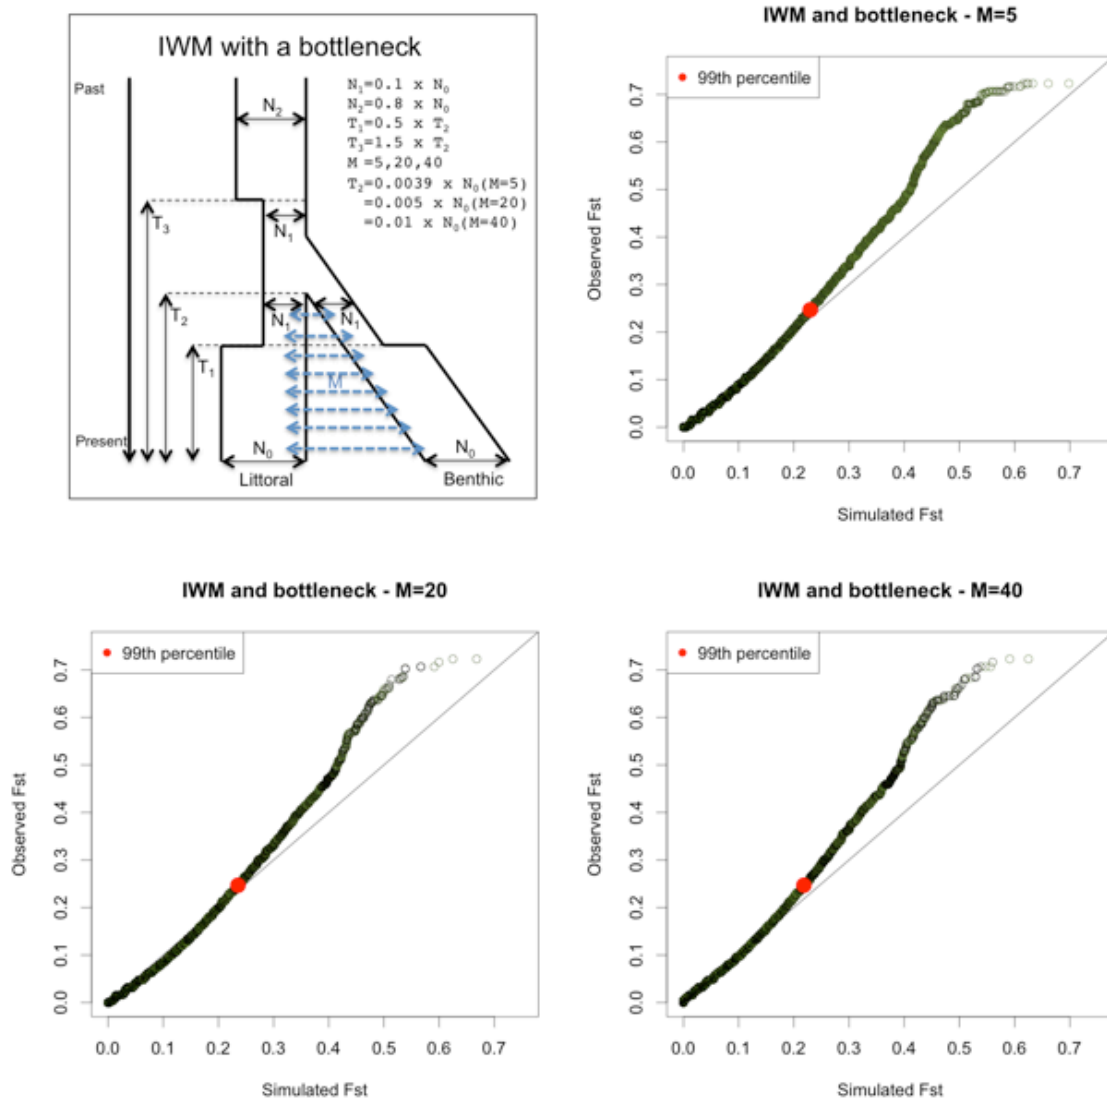 IWM with a bottleneck
Past
N₁=0.1 x N₀
N₂=0.8 x N₀
T₁=0.5 x T₂
T₃=1.5 x T₂
M =5,20,40
T₂=0.0039 x N₀(M=5)
=0.005 x N₀(M=20)
=0.01 x N₀(M=40)
N₂
T₃
N₁
T₂
N₁
N₁
T₁
M
Present
N₀
N₀
Littoral
Benthic
IWM and bottleneck - M=5
99th percentile
Observed Fst
0.7
0.6
0.5
0.4
0.3
0.2
0.1
0.0
0.0 0.1 0.2 0.3 0.4 0.5 0.6 0.7
Simulated Fst
IWM and bottleneck - M=20
99th percentile
Observed Fst
0.7
0.6
0.5
0.4
0.3
0.2
0.1
0.0
0.0 0.1 0.2 0.3 0.4 0.5 0.6 0.7
Simulated Fst
IWM and bottleneck - M=40
99th percentile
Observed Fst
0.7
0.6
0.5
0.4
0.3
0.2
0.1
0.0
0.0 0.1 0.2 0.3 0.4 0.5 0.6 0.7
Simulated Fst